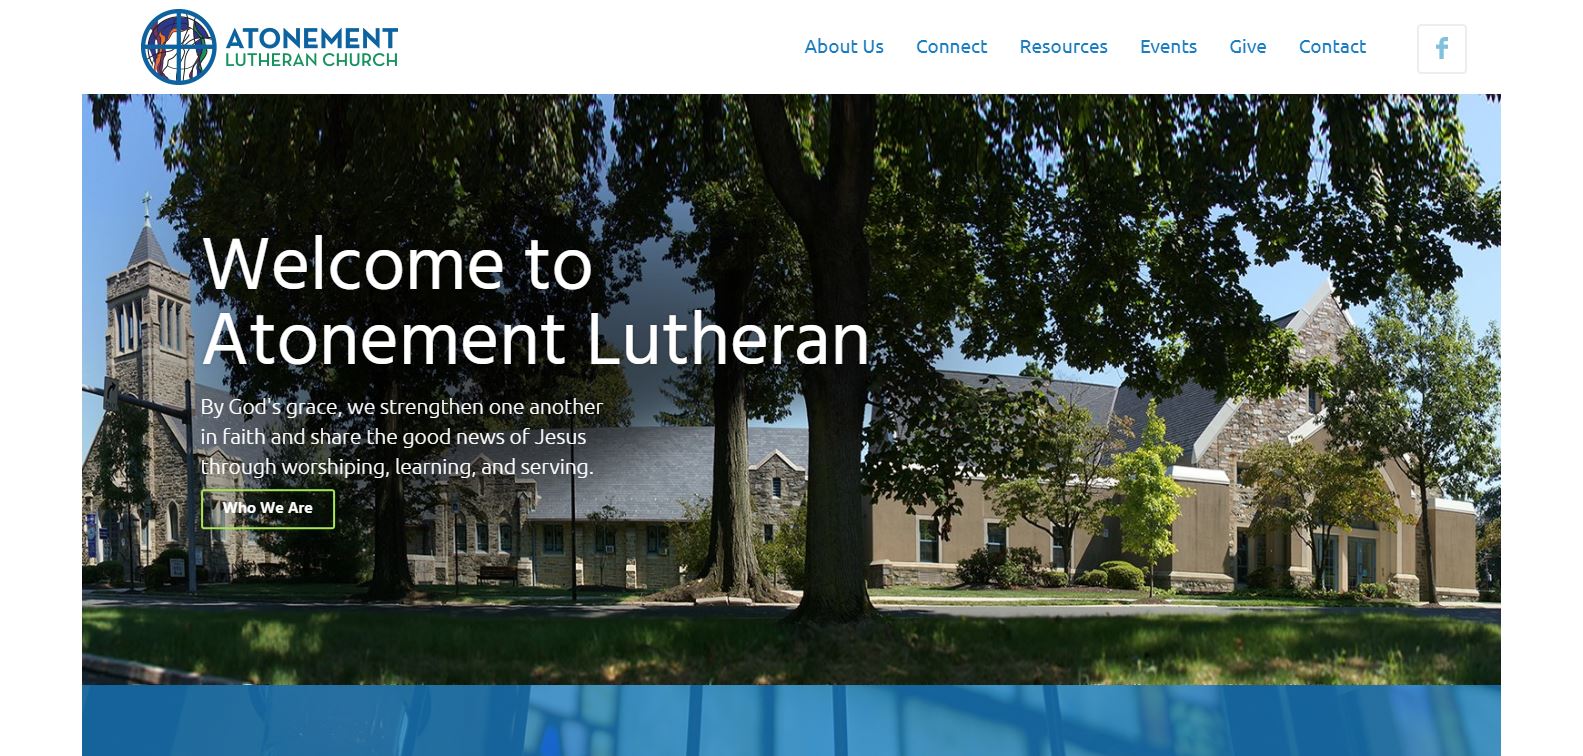 ATONEMENT
LUTHERAN CHURCH
About Us
Connect
Resources
Events
Give
Contact
Welcome to
Atonement Lutheran
By God's grace, we strengthen one another
in faith and share the good news of Jesus
through worshiping, learning, and serving.
Who We Are